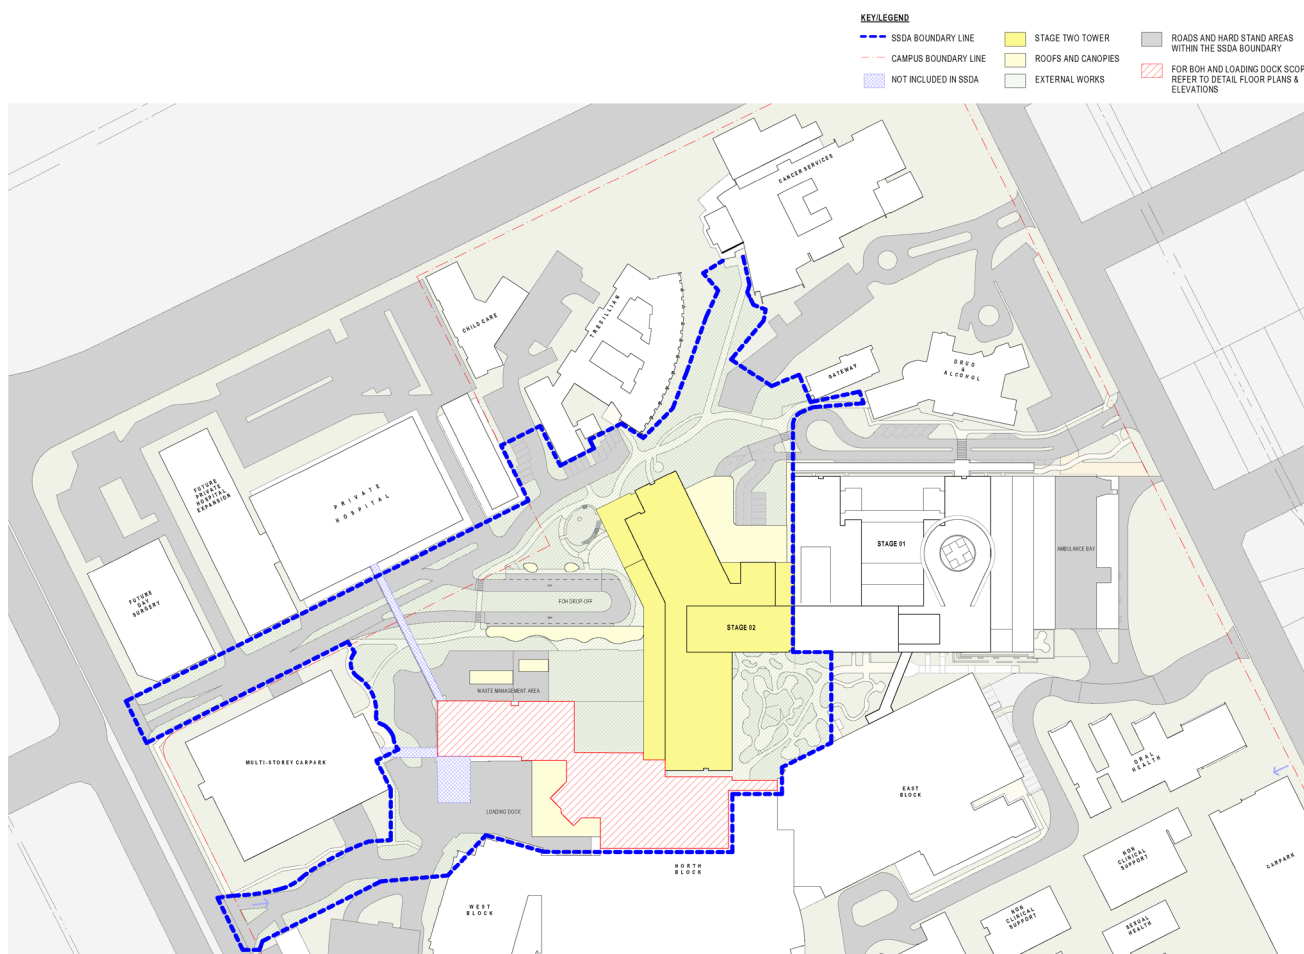 KEY/LEGEND
SSDA BOUNDARY LINE
CAMPUS BOUNDARY LINE
NOT INCLUDED IN SSDA
STAGE TWO TOWER
ROOFS AND CANOPIES
EXTERNAL WORKS
ROADS AND HARD STAND AREAS
WITHIN THE SSDA BOUNDARY
FOR BOH AND LOADING DOCK SCOP
REFER TO DETAIL FLOOR PLANS &
ELEVATIONS
CANCER SERVICES
CHILD CARE
TRESILLIAN
GATEWAY
DRUG
&
ALCOHOL
FUTURE
PRIVATE
HOSPITAL
EXPANSION
PRIVATE
HOSPITAL
FUTURE
DAY
SURGERY
STAGE 01
AMBULANCE BAY
FOH DROP-OFF
STAGE 02
WASTE MANAGEMENT AREA
MULTI-STOREY CARPARK
LOADING DOCK
ORAL
HEALTH
EAST
BLOCK
NORTH
BLOCK
WEST
BLOCK
NON
CLINICAL
SUPPORT
CARPARK
NON
CLINICAL
SUPPORT
SEXUAL
HEALTH